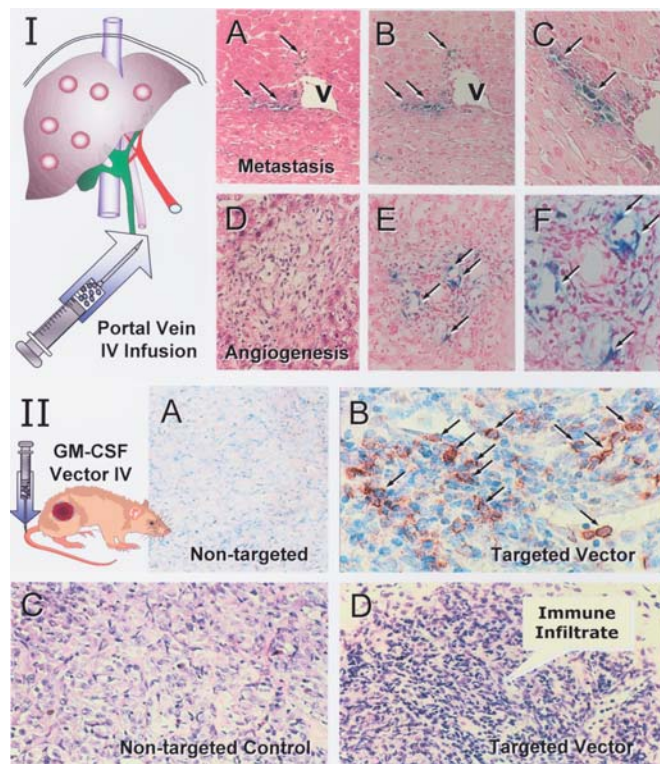 I
A
B
C
V
V
Metastasis
D
E
F
Portal Vein
IV Infusion
Angiogenesis
II
A
B
GM-CSF
Vector IV
Non-targeted
Targeted Vector
C
D
Immune
Infiltrate
Non-targeted Control
Targeted Vector